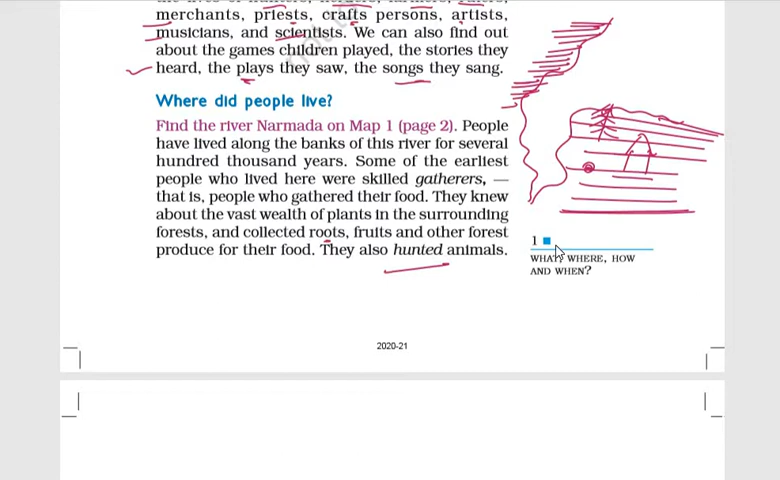 merchants, priests, crafts persons, artists,
musicians, and scientists. We can also find out
about the games children played, the stories they
heard, the plays they saw, the songs they sang.
Where did people live?
Find the river Narmada on Map 1 (page 2). People
have lived along the banks of this river for several
hundred thousand years. Some of the earliest
people who lived here were skilled gatherers, —
that is, people who gathered their food. They knew
about the vast wealth of plants in the surrounding
forests, and collected roots, fruits and other forest
produce for their food. They also hunted animals.
1
WHAT, WHERE, HOW
AND WHEN?
2020-21